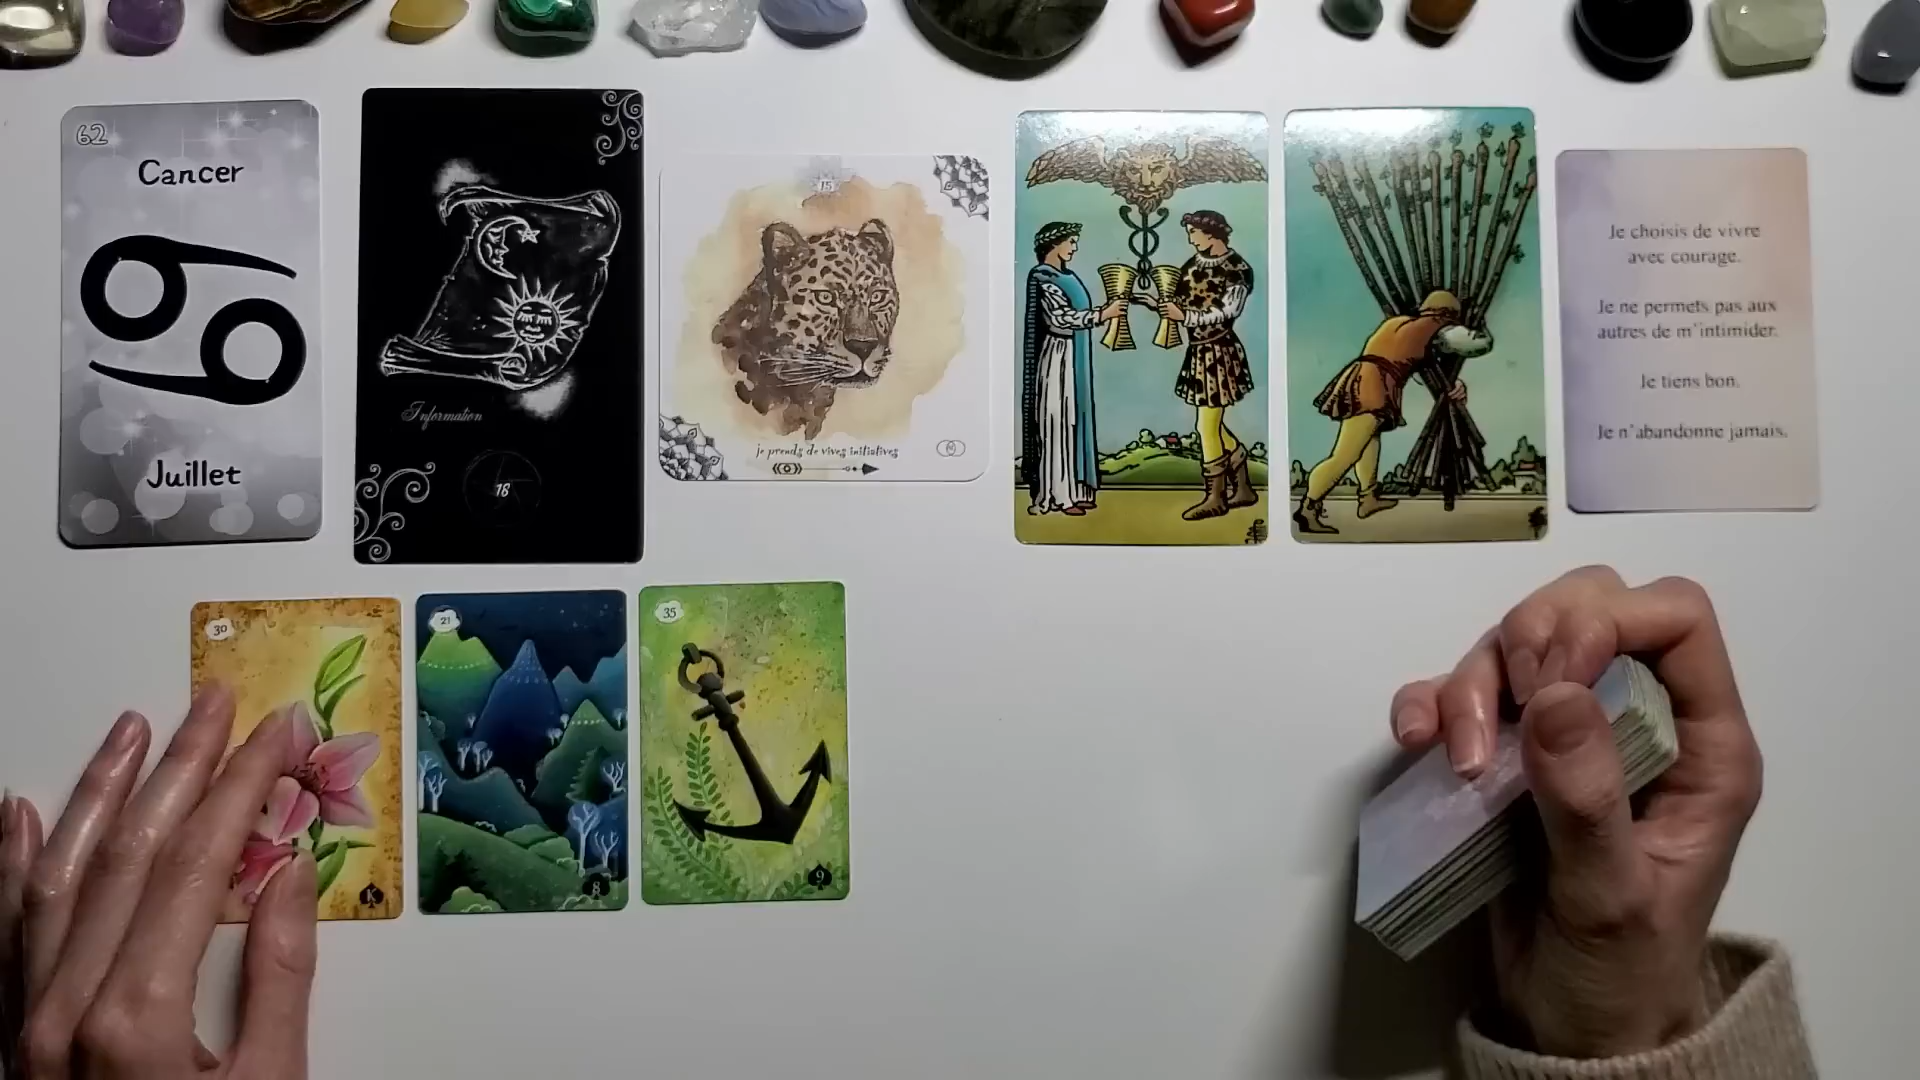 62
Cancer
Juillet
Information
18
15
je prends de vives initiatives
Je choisis de vivre
avec courage.
Je ne permets pas aux
autres de m'intimider.
Je tiens bon.
Je n'abandonne jamais.
30
K
21
8
35
9